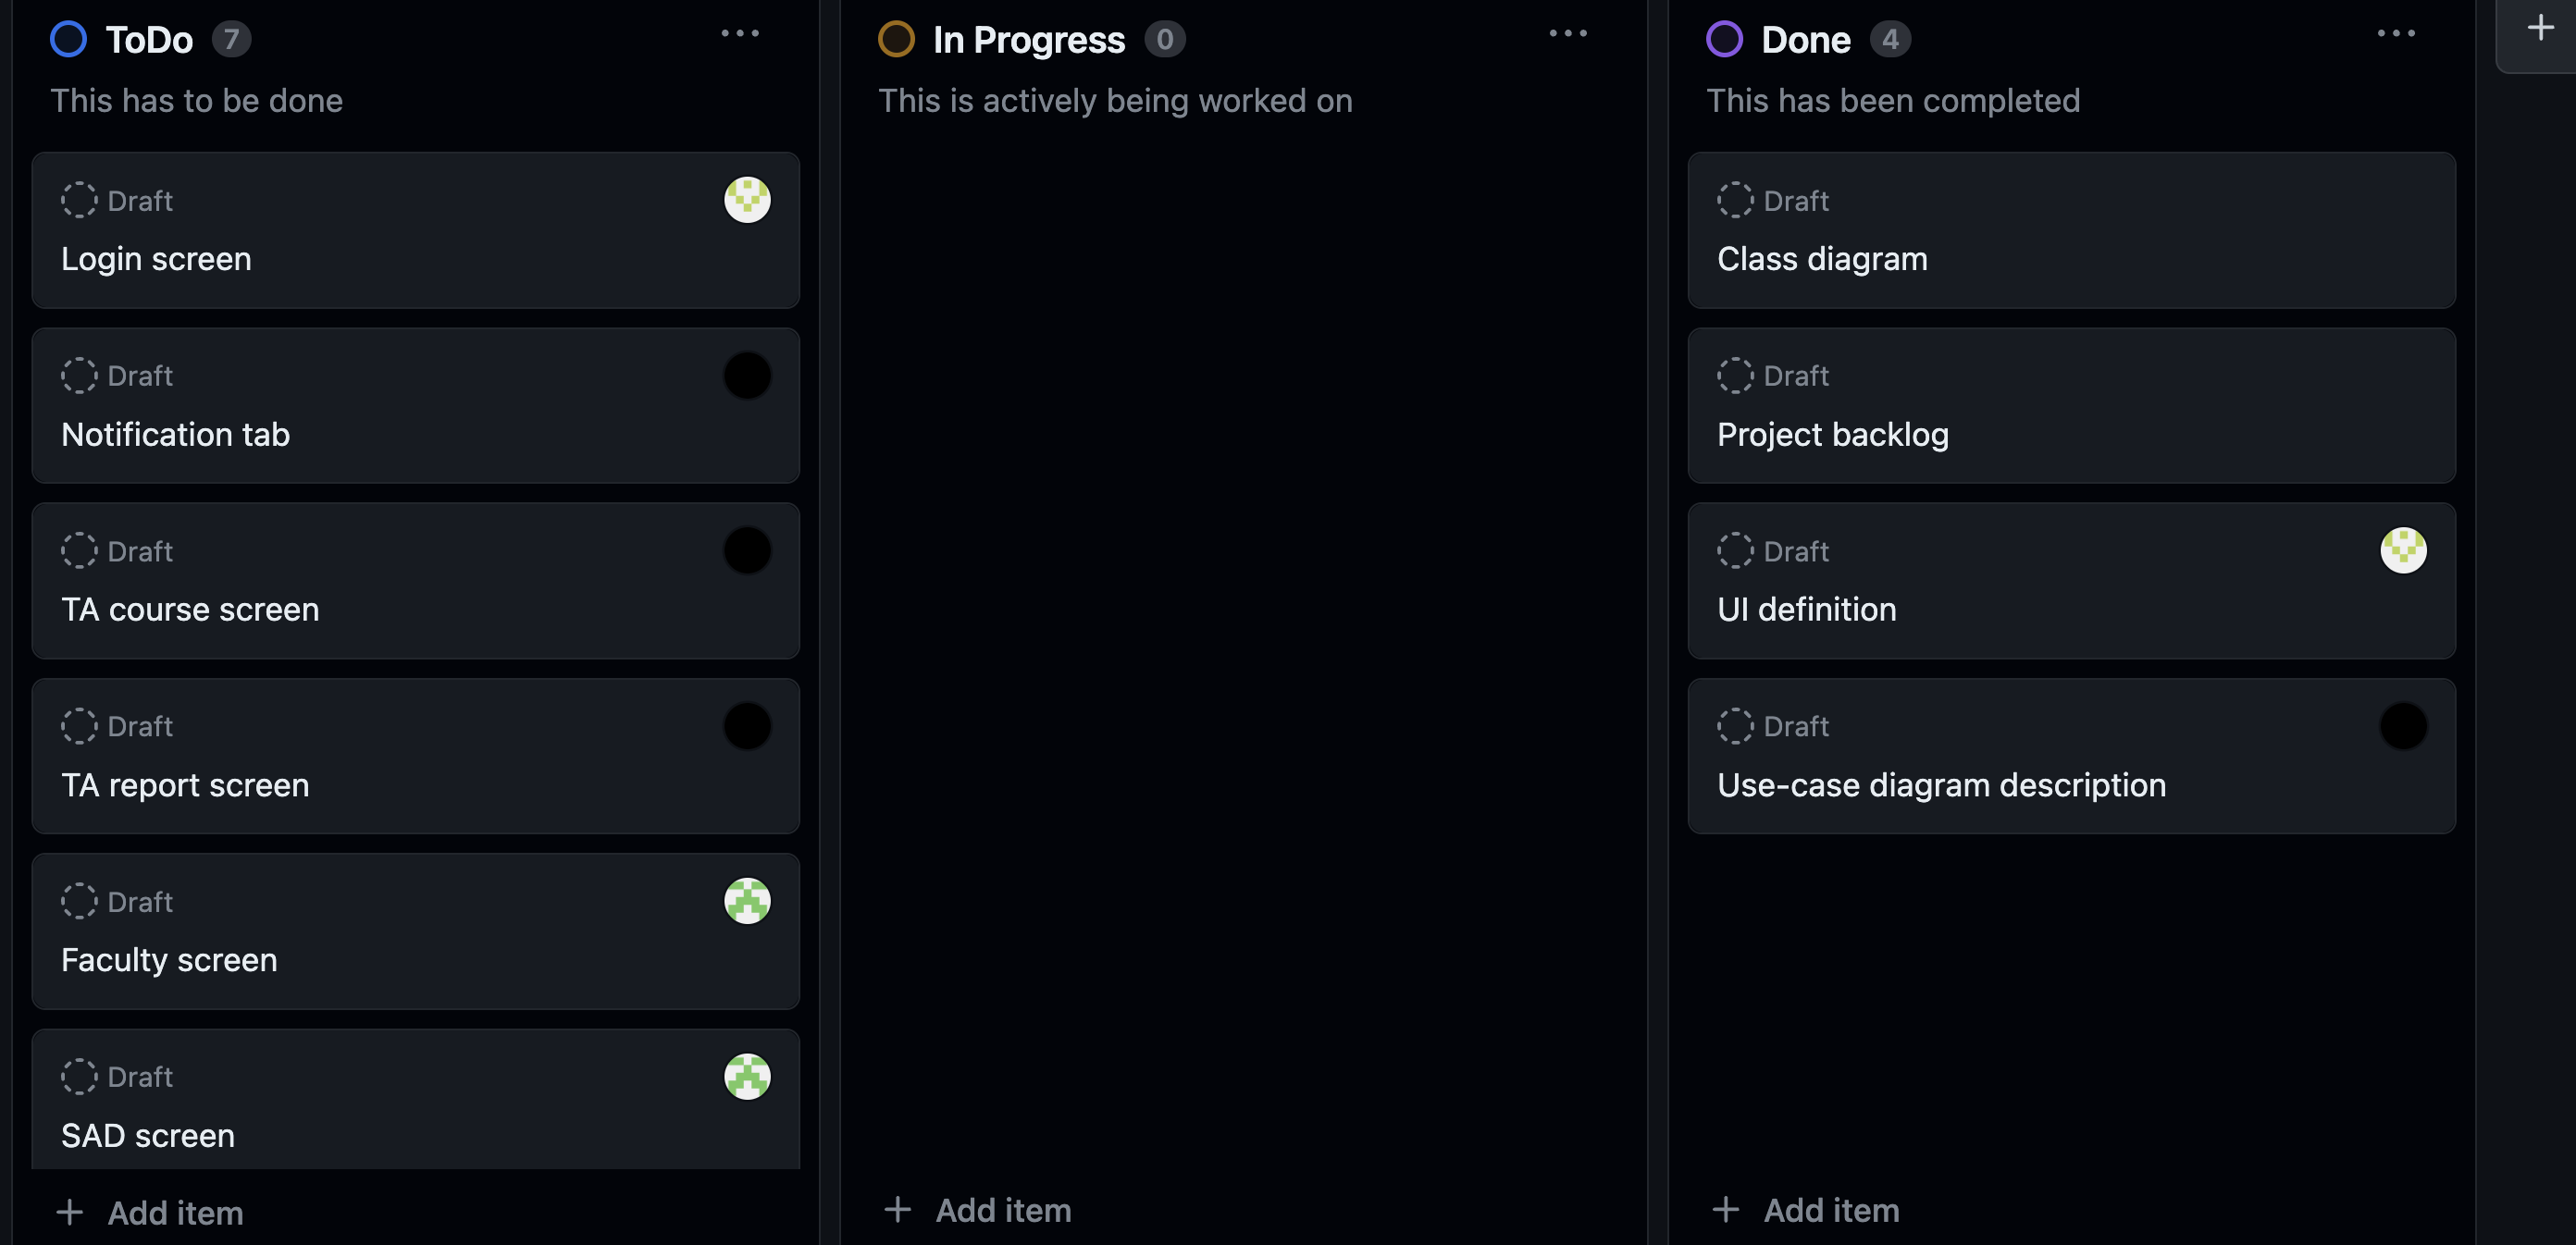 ToDo 7
This has to be done
Draft
Login screen
Draft
Notification tab
Draft
TA course screen
Draft
TA report screen
Draft
Faculty screen
Draft
SAD screen
+ Add item
In Progress 0
This is actively being worked on
+ Add item
Done 4
This has been completed
Draft
Class diagram
Draft
Project backlog
Draft
UI definition
Draft
Use-case diagram description
+ Add item